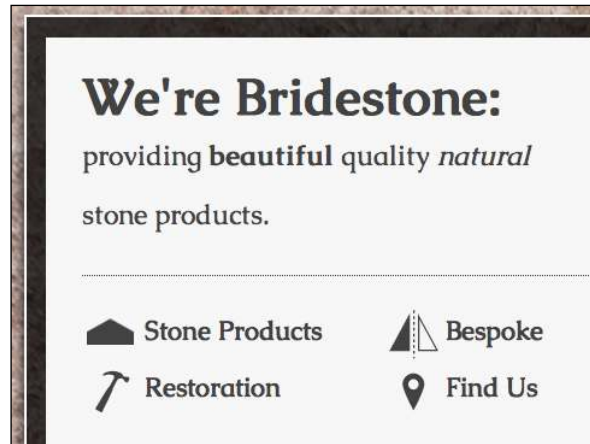 We're Bridestone:
providing beautiful quality natural
stone products.
Stone Products
Bespoke
Restoration
Find Us